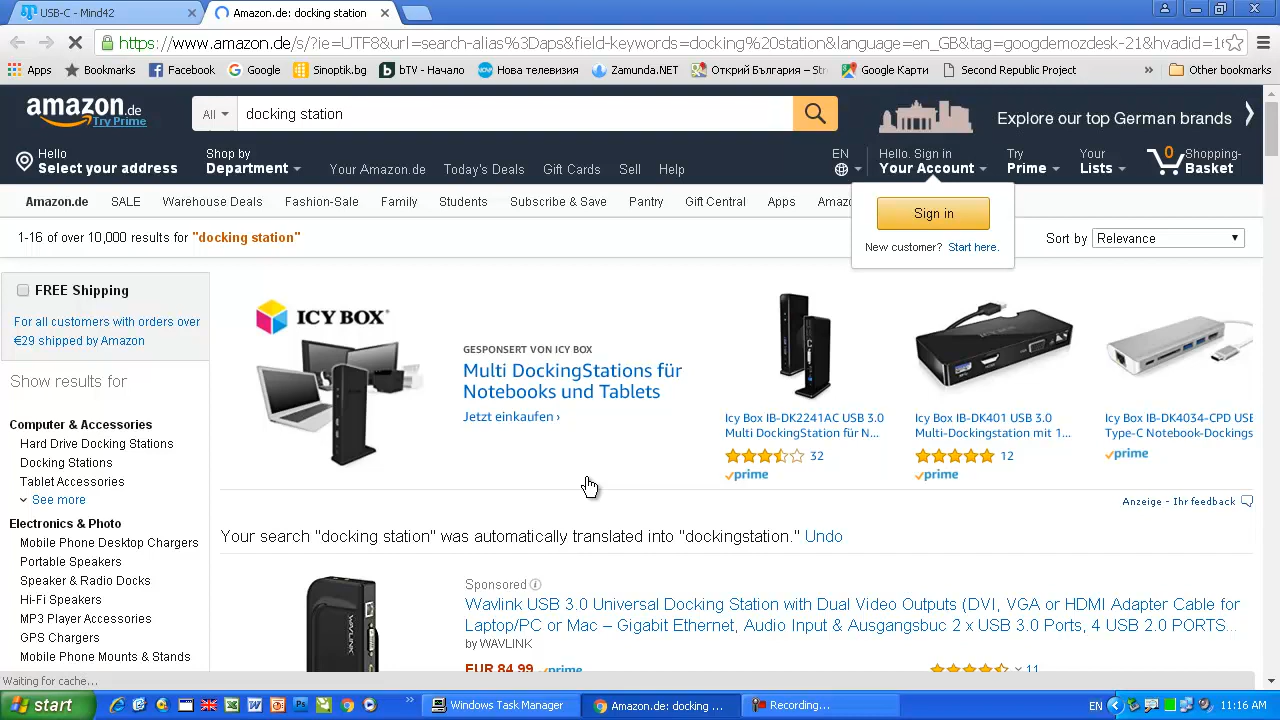 USB-C - Mind42
Amazon.de: docking station
https://www.amazon.de/s/?ie=UTF8&url=search-alias%3Daps&field-keywords=docking%20station&language=en_GB&tag=googdemozdesk-21&hvadid=1
Apps Bookmarks Facebook Google Sinoptik.bg bTV - Начало Нова телевизия Zamunda.NET Открий България – Str Google Карти Second Republic Project » Other bookmarks
amazon.de
Try Prime
All docking station
Explore our top German brands
Hello
Select your address
Shop by
Department
Your Amazon.de Today's Deals Gift Cards Sell Help
EN
Hello. Sign in
Your Account
Try
Prime
Your
Lists
0
Shopping-
Basket
Amazon.de SALE Warehouse Deals Fashion-Sale Family Students Subscribe & Save Pantry Gift Central Apps Amaz
Sign in
New customer? Start here.
1-16 of over 10,000 results for "docking station"
Sort by Relevance
FREE Shipping
For all customers with orders over
€29 shipped by Amazon
Show results for
Computer & Accessories
Hard Drive Docking Stations
Docking Stations
Tablet Accessories
See more
Electronics & Photo
Mobile Phone Desktop Chargers
Portable Speakers
Speaker & Radio Docks
Hi-Fi Speakers
MP3 Player Accessories
GPS Chargers
Mobile Phone Mounts & Stands
ICY BOX
GESPONSERT VON ICY BOX
Multi DockingStations für
Notebooks und Tablets
Jetzt einkaufen ›
Icy Box IB-DK2241AC USB 3.0
Multi DockingStation für N...
32
prime
Icy Box IB-DK401 USB 3.0
Multi-Dockingstation mit 1...
12
prime
Icy Box IB-DK4034-CPD USB
Type-C Notebook-Dockings
prime
Anzeige - Ihr feedback
Your search "docking station" was automatically translated into "dockingstation." Undo
WAVLINK
Sponsored
Wavlink USB 3.0 Universal Docking Station with Dual Video Outputs (DVI, VGA +, HDMI Adapter Cable for
Laptop/PC or Mac – Gigabit Ethernet, Audio Input & Ausgangsbuc 2 x USB 3.0 Ports, 4 USB 2.0 PORTS...
by WAVLINK
EUR 84,99 prime
11
Waiting for cache...
start
»
Windows Task Manager
Amazon.de: docking ...
Recording...
EN
11:16 AM